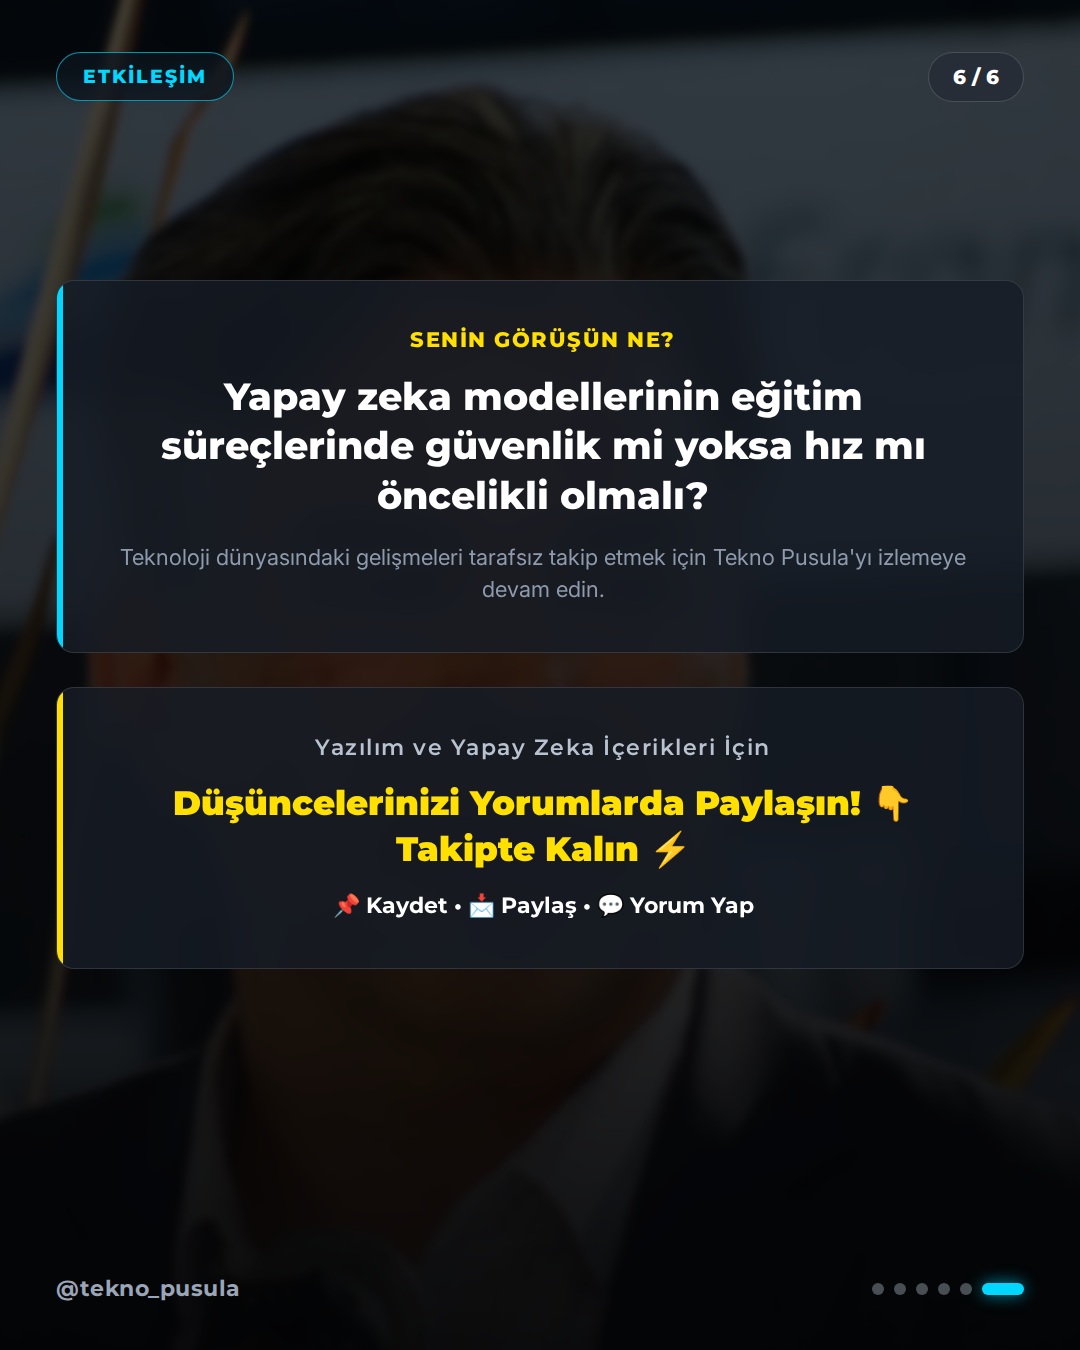 ETKİLEŞİM
6 / 6
SENİN GÖRÜŞÜN NE?
Yapay zeka modellerinin eğitim
süreçlerinde güvenlik mi yoksa hız mı
öncelikli olmalı?
Teknoloji dünyasındaki gelişmeleri tarafsız takip etmek için Tekno Pusula'yı izlemeye
devam edin.
Yazılım ve Yapay Zeka İçerikleri İçin
Düşüncelerinizi Yorumlarda Paylaşın! 👇
Takipte Kalın ⚡
📌 Kaydet • 📩 Paylaş • 💬 Yorum Yap
@tekno_pusula